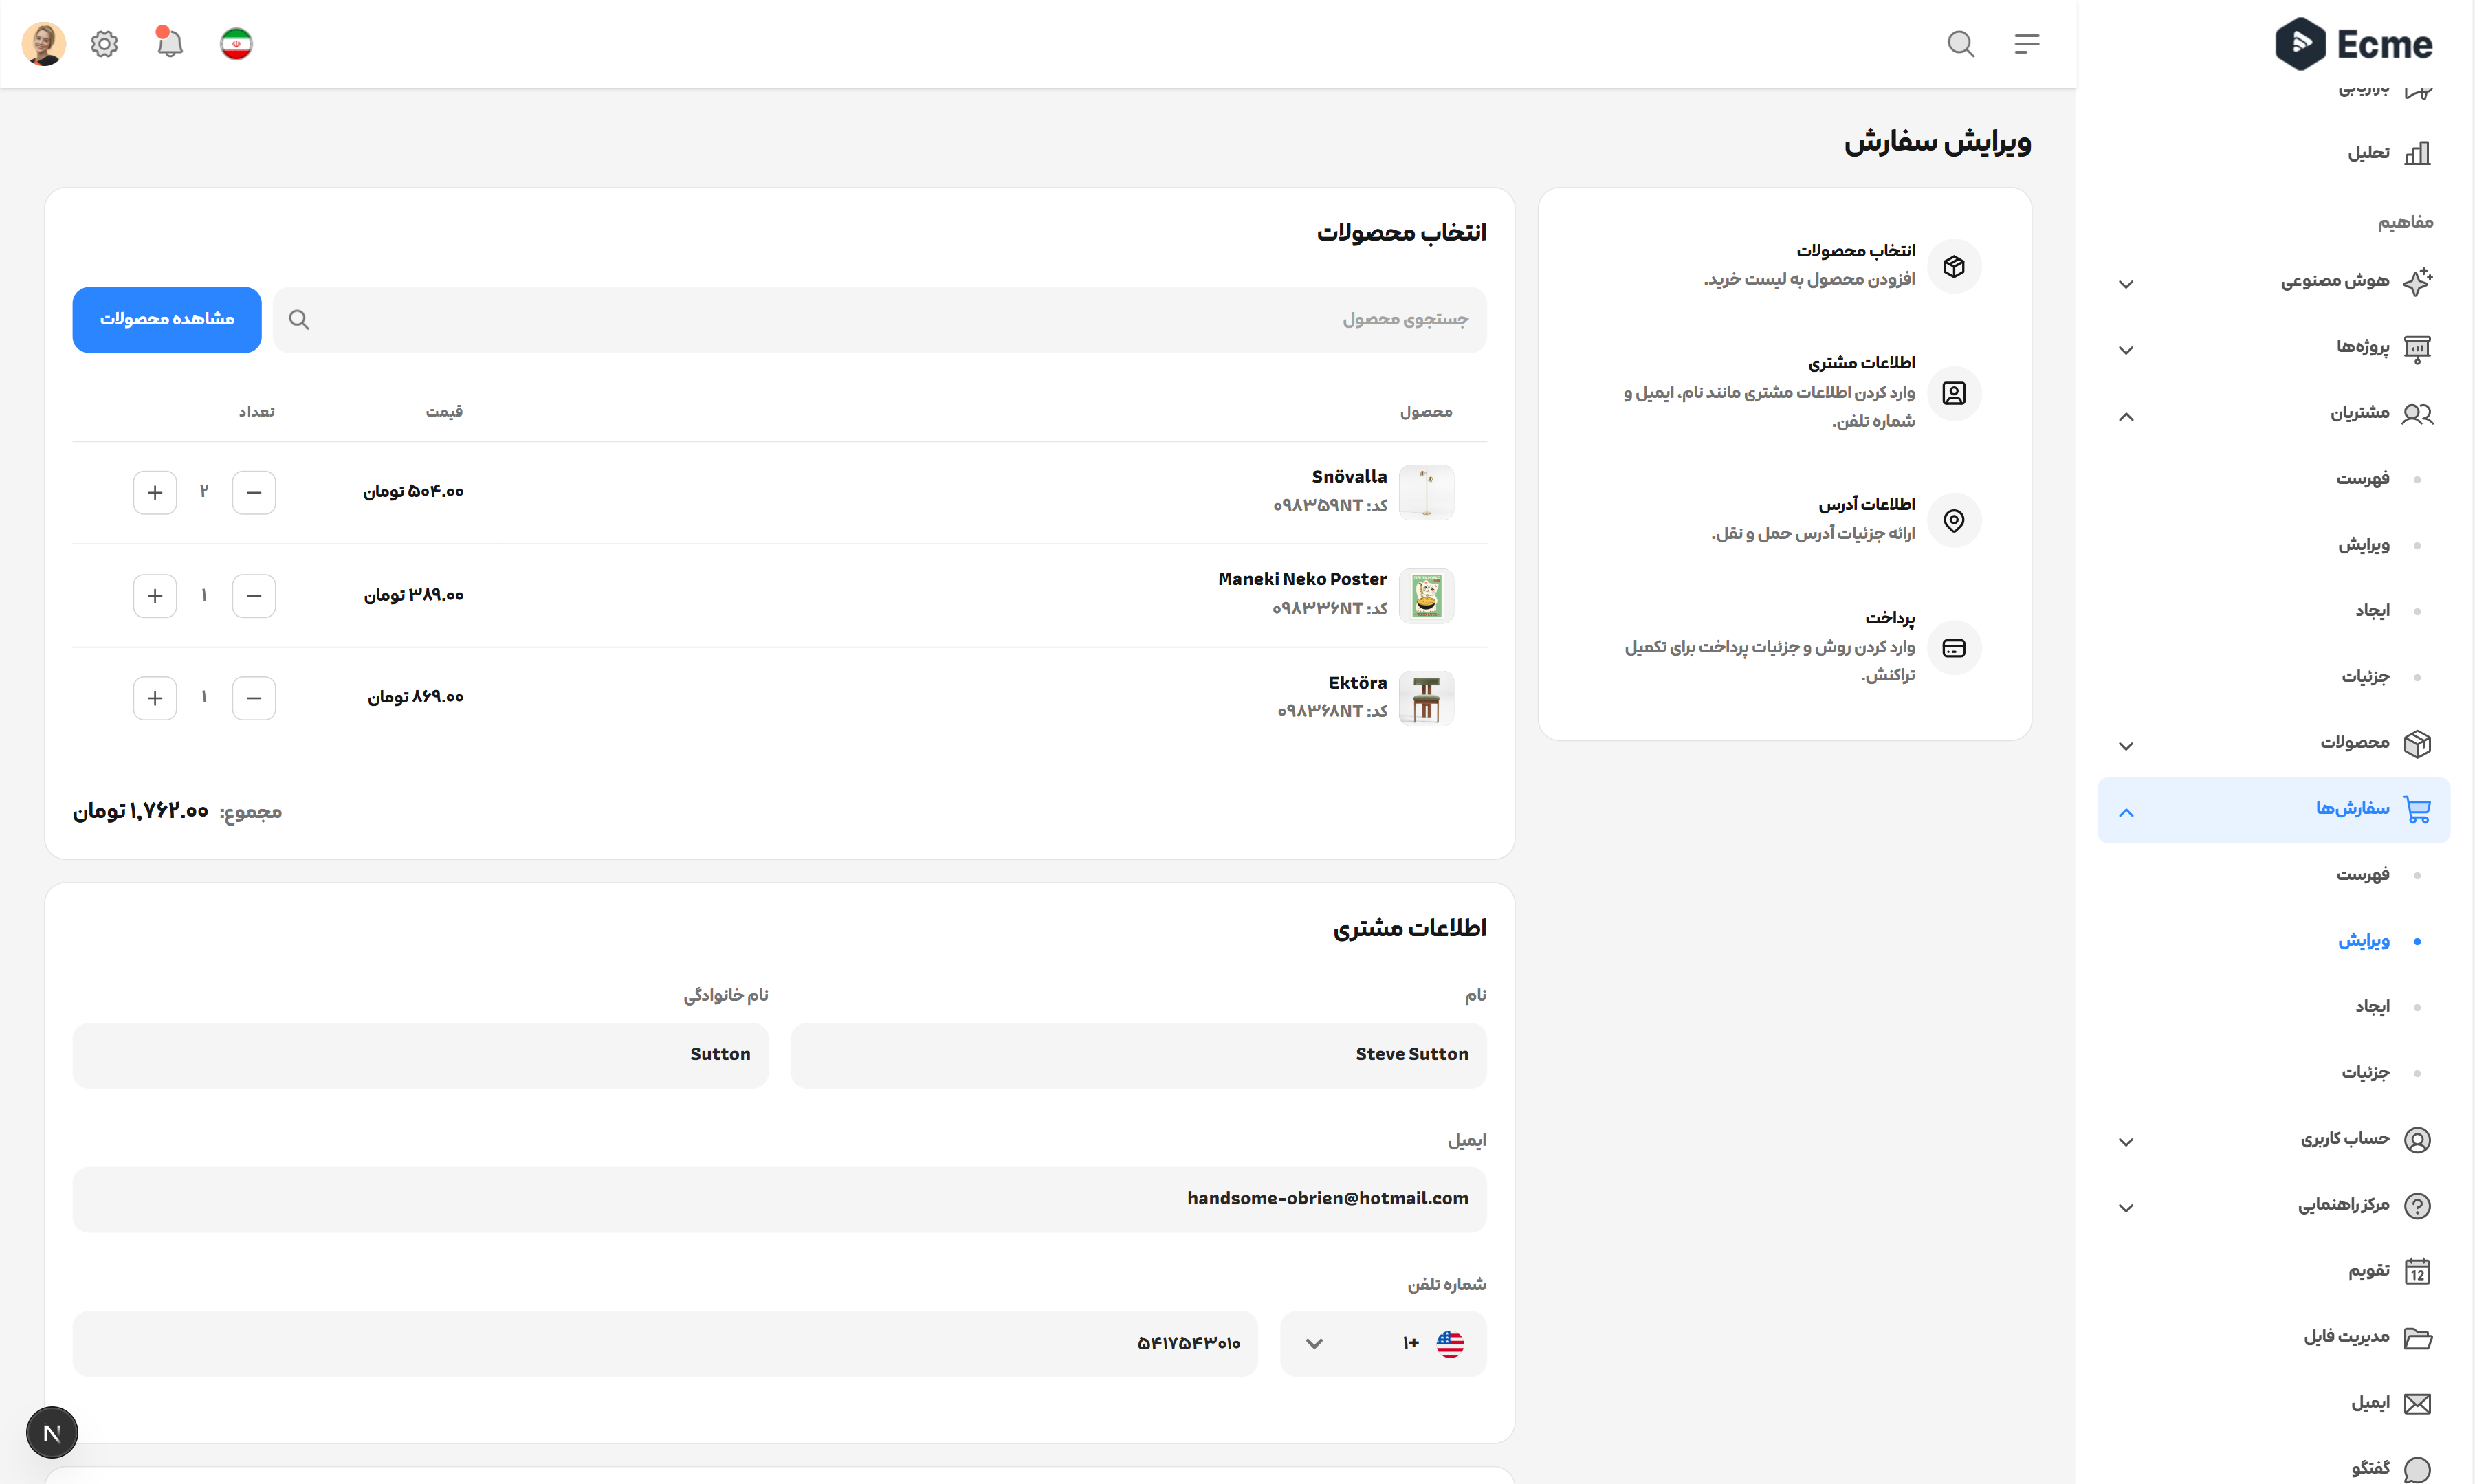 Ecme
بازاریابی
تحلیل
مفاهیم
هوش مصنوعی
پروژه‌ها
مشتریان
فهرست
ویرایش
ایجاد
جزئیات
محصولات
سفارش‌ها
فهرست
ویرایش
ایجاد
جزئیات
حساب کاربری
مرکز راهنمایی
تقویم
12
مدیریت فایل
ایمیل
گفتگو
ویرایش سفارش
انتخاب محصولات
افزودن محصول به لیست خرید.
اطلاعات مشتری
وارد کردن اطلاعات مشتری مانند نام، ایمیل و
شماره تلفن.
اطلاعات آدرس
ارائه جزئیات آدرس حمل و نقل.
پرداخت
وارد کردن روش و جزئیات پرداخت برای تکمیل
تراکنش.
انتخاب محصولات
جستجوی محصول
مشاهده محصولات
محصول قیمت تعداد
Snövalla
کد: ۰۹۸۳۵۹NT
۵۰۴.۰۰ تومان
۲
Maneki Neko Poster
کد: ۰۹۸۳۳۶NT
۳۸۹.۰۰ تومان
۱
Ektöra
کد: ۰۹۸۳۶۸NT
۸۶۹.۰۰ تومان
۱
مجموع: ۱,۷۶۲.۰۰ تومان
اطلاعات مشتری
نام
Steve Sutton
نام خانوادگی
Sutton
ایمیل
handsome-obrien@hotmail.com
شماره تلفن
+۱
۵۴۱۷۵۴۳۰۱۰
N